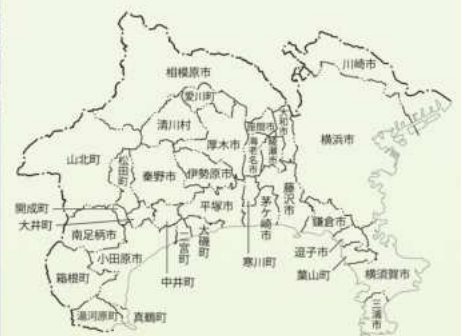 川崎市
相模原市
愛川町
大和市
座間市
綾瀬市
海老名市
横浜市
清川村
厚木市
山北町
松田町
秦野市
伊勢原市
藤沢市
茅ケ崎市
平塚市
開成町
大井町
南足柄市
鎌倉市
大磯町
二宮町
小田原市
逗子市
寒川町
中井町
葉山町
箱根町
横須賀市
三浦市
湯河原町
真鶴町